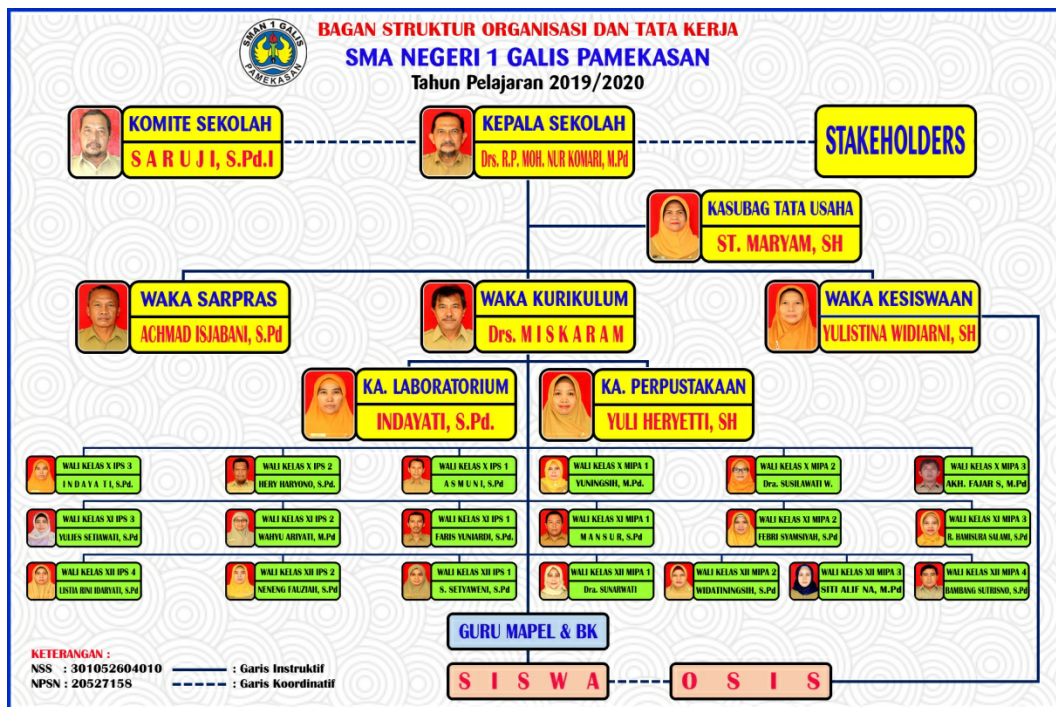 BAGAN STRUKTUR ORGANISASI DAN TATA KERJA
SMA NEGERI 1 GALIS PAMEKASAN
Tahun Pelajaran 2019/2020
SMAN 1 GALIS
PAMEKASAN
KOMITE SEKOLAH
S A R U J I, S.Pd.I
KEPALA SEKOLAH
Drs. R.P. MOH. NUR KOMARI, M.Pd
STAKEHOLDERS
KASUBAG TATA USAHA
ST. MARYAM, SH
WAKA SARPRAS
ACHMAD ISJABANI, S.Pd
WAKA KURIKULUM
Drs. M I S K A R A M
WAKA KESISWAAN
YULISTINA WIDIARNI, SH
KA. LABORATORIUM
INDAYATI, S.Pd.
KA. PERPUSTAKAAN
YULI HERYETTI, SH
WALI KELAS X IPS 3
I N D A Y A T I, S.Pd.
WALI KELAS X IPS 2
HERY HARYONO, S.Pd.
WALI KELAS X IPS 1
A S M U N I, S.Pd
WALI KELAS X MIPA 1
YUNINGSIH, M.Pd.
WALI KELAS X MIPA 2
Dra. SUSILAWATI W.
WALI KELAS X MIPA 3
AKH. FAJAR S, M.Pd
WALI KELAS XI IPS 3
YULIES SETIAWATI, S.Pd
WALI KELAS XI IPS 2
WAHYU ARIYATI, M.Pd
WALI KELAS XI IPS 1
FARIS YUNIARDI, S.Pd.
WALI KELAS XI MIPA 1
M A N S U R, S.Pd
WALI KELAS XI MIPA 2
FEBRI SYAMSIYAH, S.Pd
WALI KELAS XI MIPA 3
R. HAMISURA SALAMI, S.Pd
WALI KELAS XII IPS 4
LISTIA RINI IDARYATI, S.Pd
WALI KELAS XII IPS 2
NENENG FAUZIAH, S.Pd
WALI KELAS XII IPS 1
S. SETYAWENI, S.Pd
WALI KELAS XII MIPA 1
Dra. SUNARWATI
WALI KELAS XII MIPA 2
WIDATININGSIH, S.Pd
WALI KELAS XII MIPA 3
SITI ALIF NA, M.Pd
WALI KELAS XII MIPA 4
BAMBANG SUTRISNO, S.Pd
GURU MAPEL & BK
S I S W A
O S I S
KETERANGAN :
NSS : 301052604010
NPSN : 20527158
: Garis Instruktif
: Garis Koordinatif